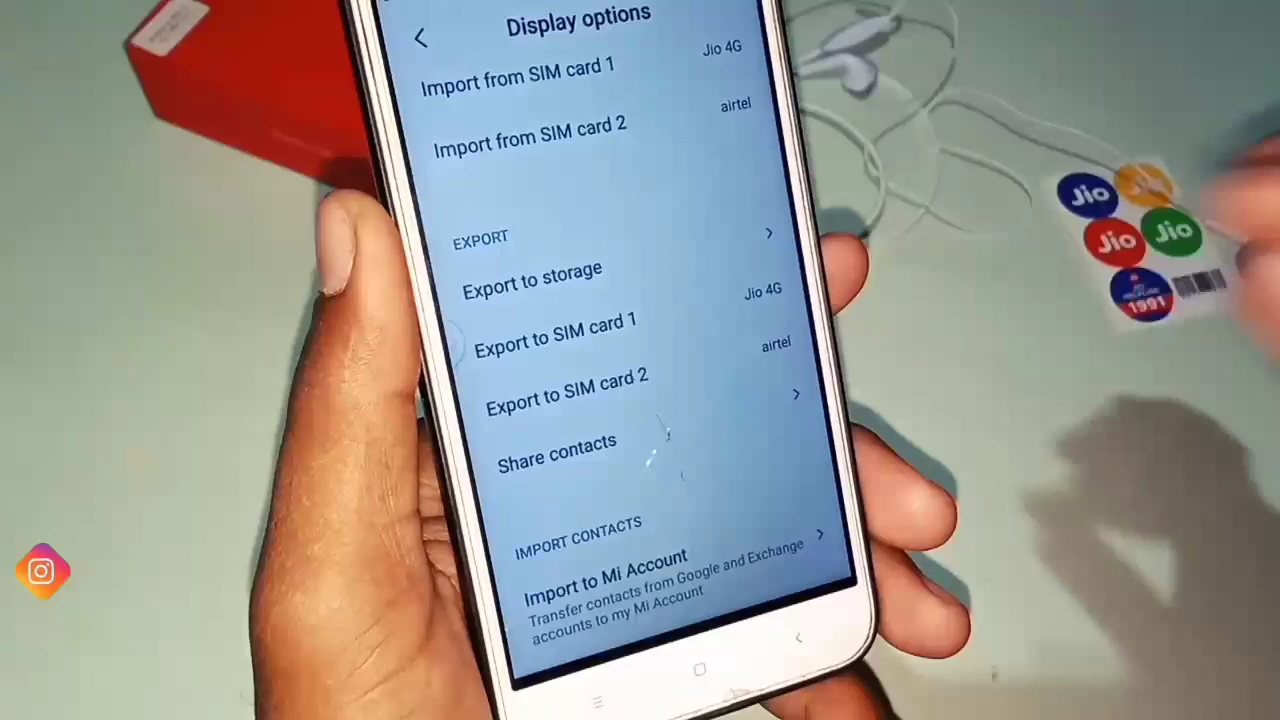 Display options
Import from SIM card 1 Jio 4G
Import from SIM card 2 airtel
EXPORT
Export to storage
Export to SIM card 1 Jio 4G
Export to SIM card 2 airtel
Share contacts
IMPORT CONTACTS
Import to Mi Account
Transfer contacts from Google and Exchange
accounts to my Mi Account
Jio
Jio
Jio
Jio
1991